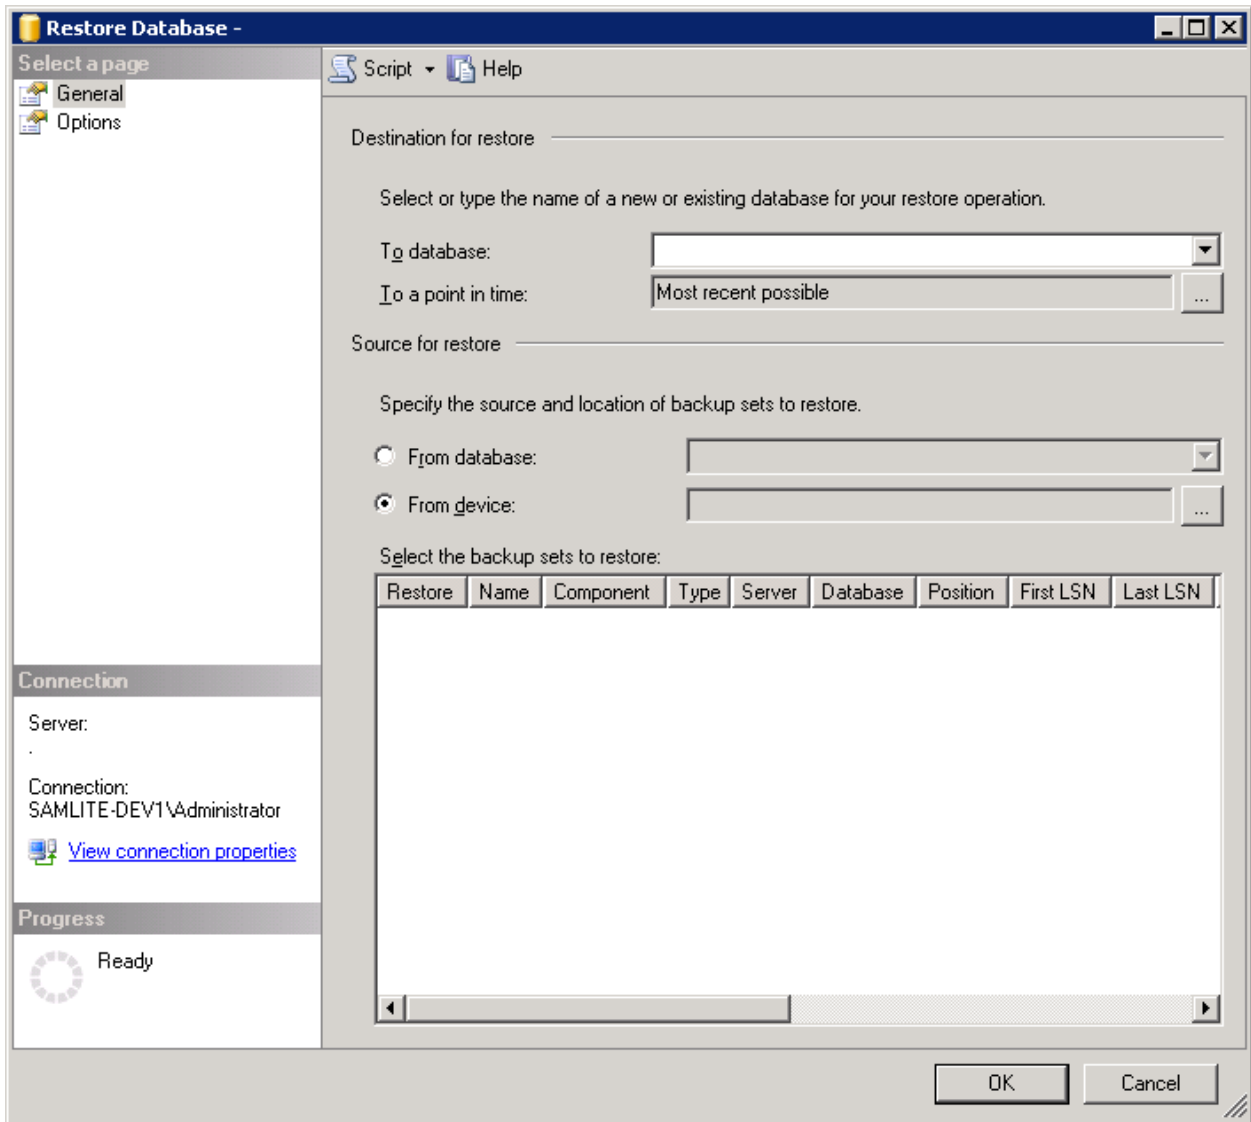 Restore Database -
Select a page
General
Options
Script Help
Destination for restore
Select or type the name of a new or existing database for your restore operation.
To database:
To a point in time: Most recent possible ...
Source for restore
Specify the source and location of backup sets to restore.
From database:
From device: ...
Select the backup sets to restore:
Restore Name Component Type Server Database Position First LSN Last LSN
Connection
Server:
.
Connection:
SAMLITE-DEV1\Administrator
View connection properties
Progress
Ready
OK Cancel